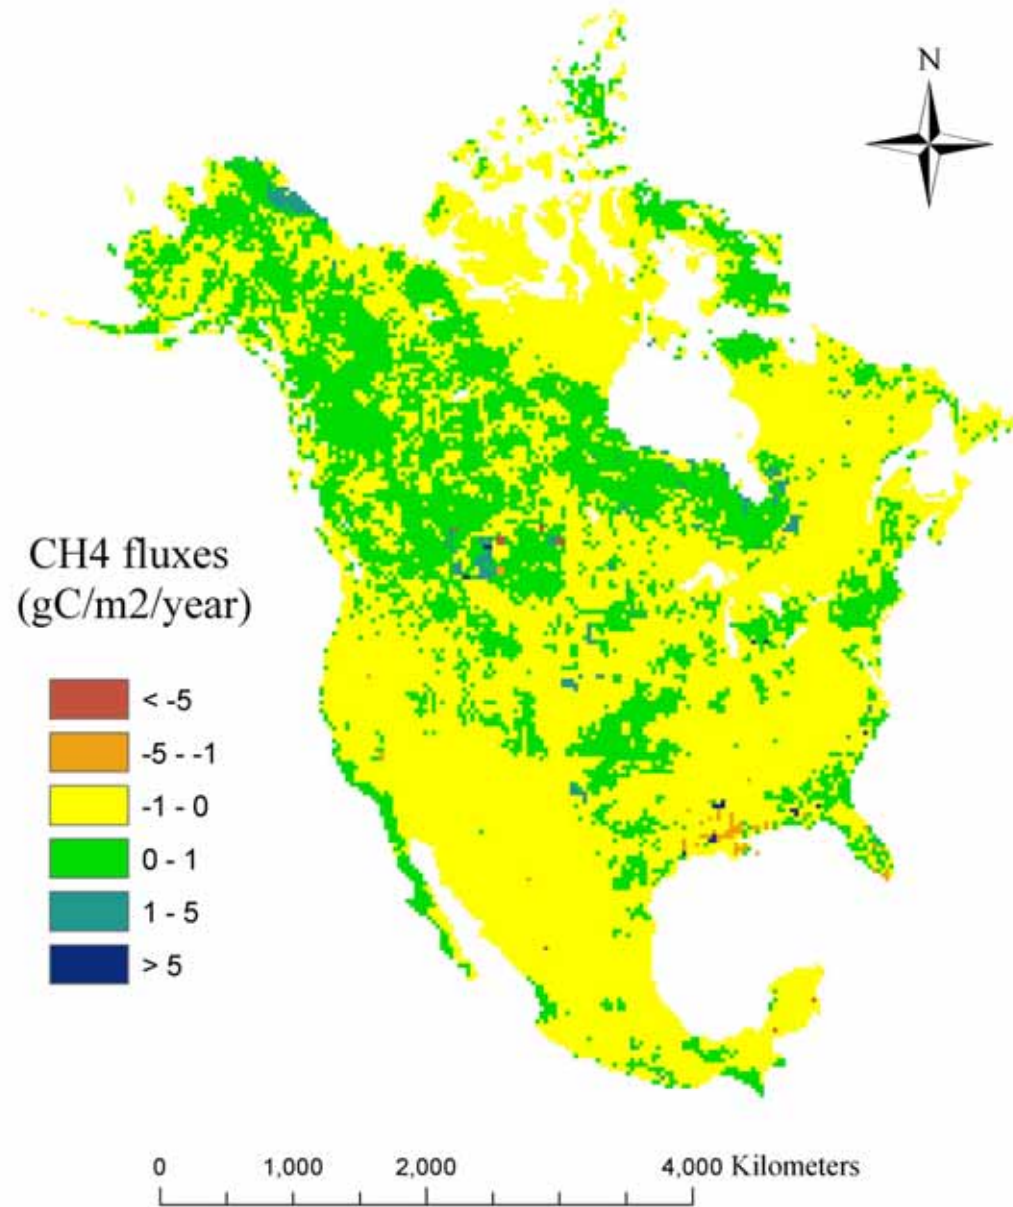 N
CH4 fluxes
(gC/m2/year)
< -5
-5 - -1
-1 - 0
0 - 1
1 - 5
> 5
0 1,000 2,000 4,000 Kilometers